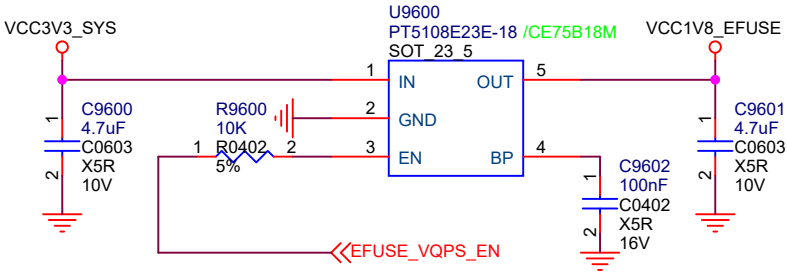 U9600
VCC3V3_SYS
PT5108E23E-18 /CE75B18M
VCC1V8_EFUSE
SOT_23_5
1
IN
OUT
5
1
C9600
4.7uF
C0603
X5R
10V
2
R9600
10K
R0402
5%
1
2
2
GND
3
EN
BP
4
1
C9602
100nF
C0402
X5R
16V
2
1
C9601
4.7uF
C0603
X5R
10V
2
EFUSE_VQPS_EN